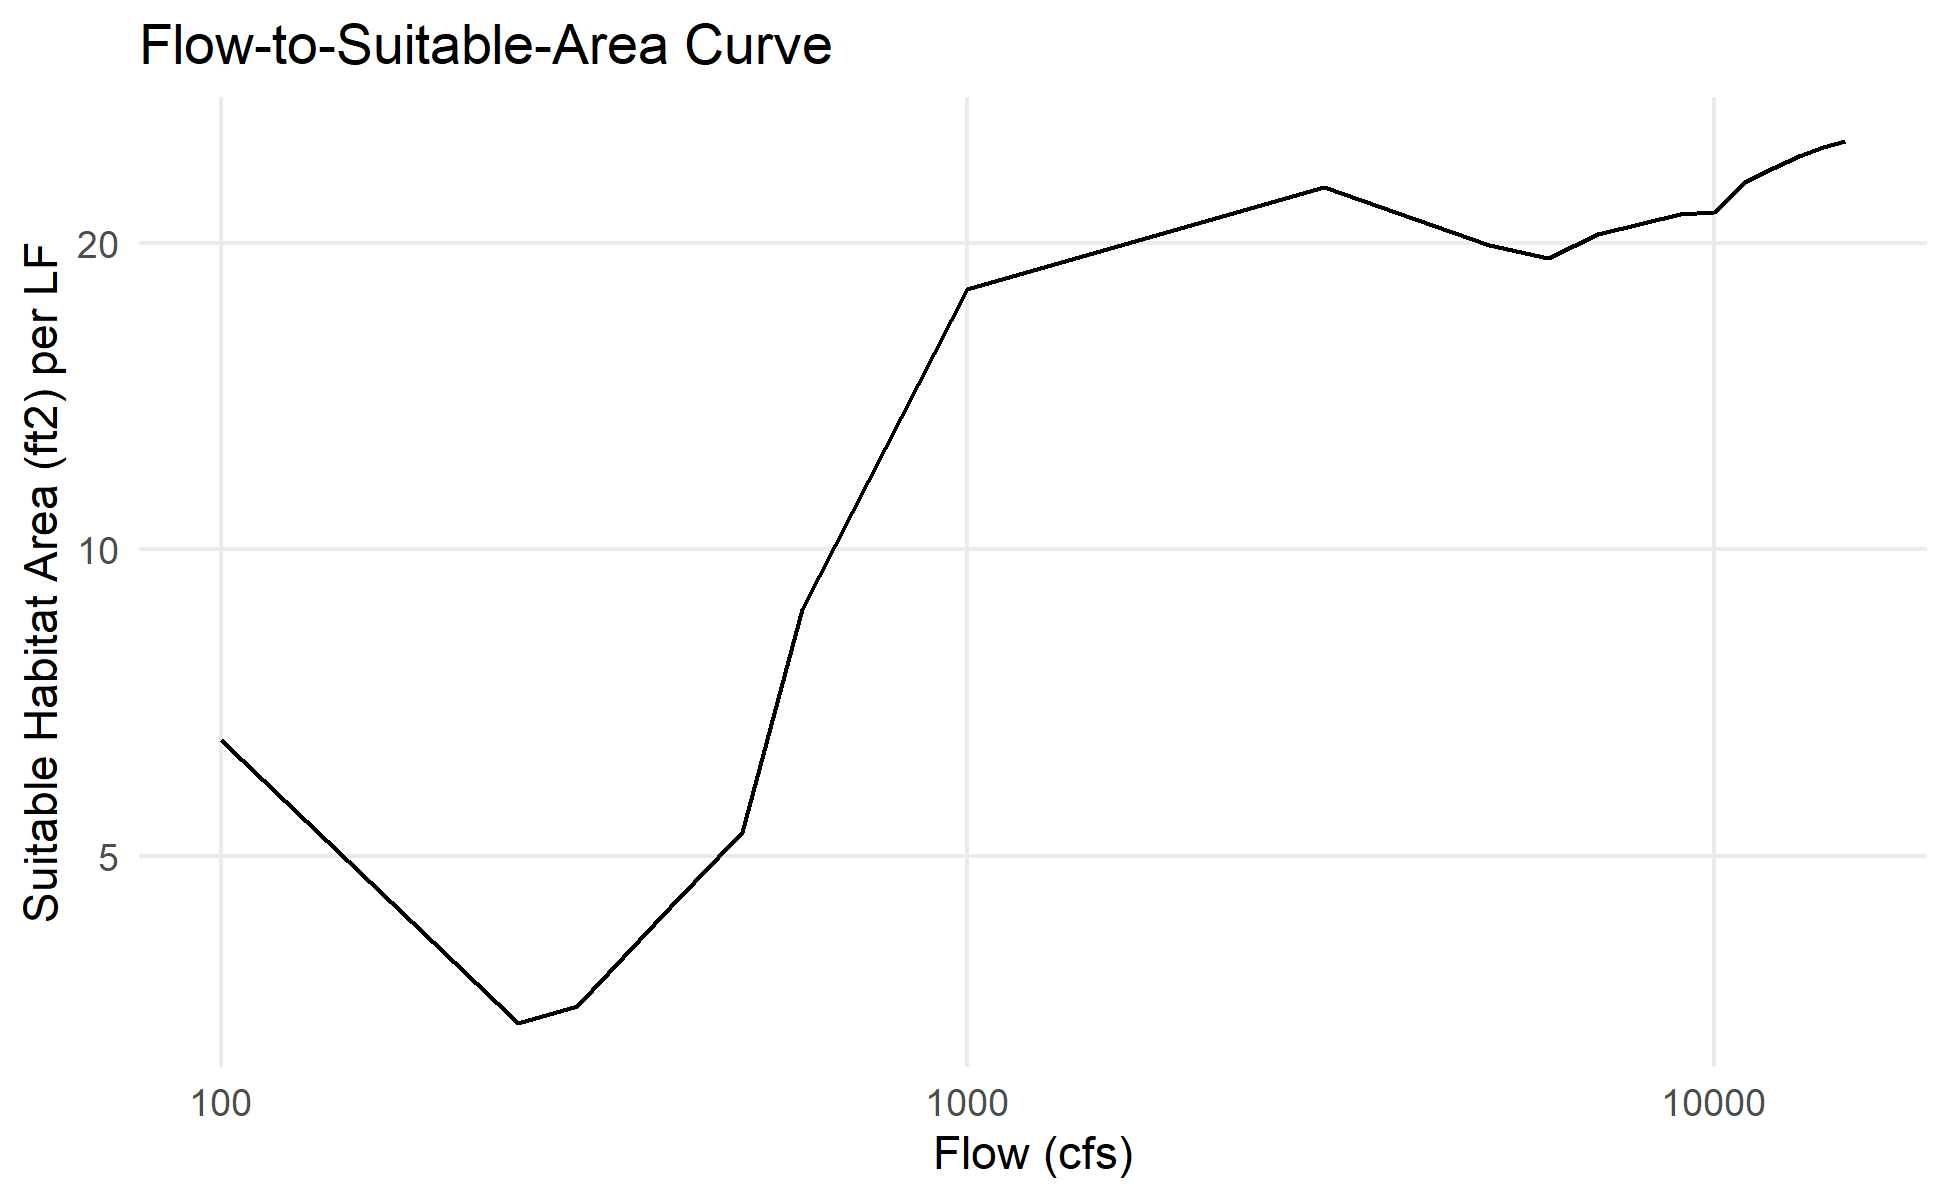 Flow-to-Suitable-Area Curve
Suitable Habitat Area (ft2) per LF
20
10
5
100
1000
10000
Flow (cfs)